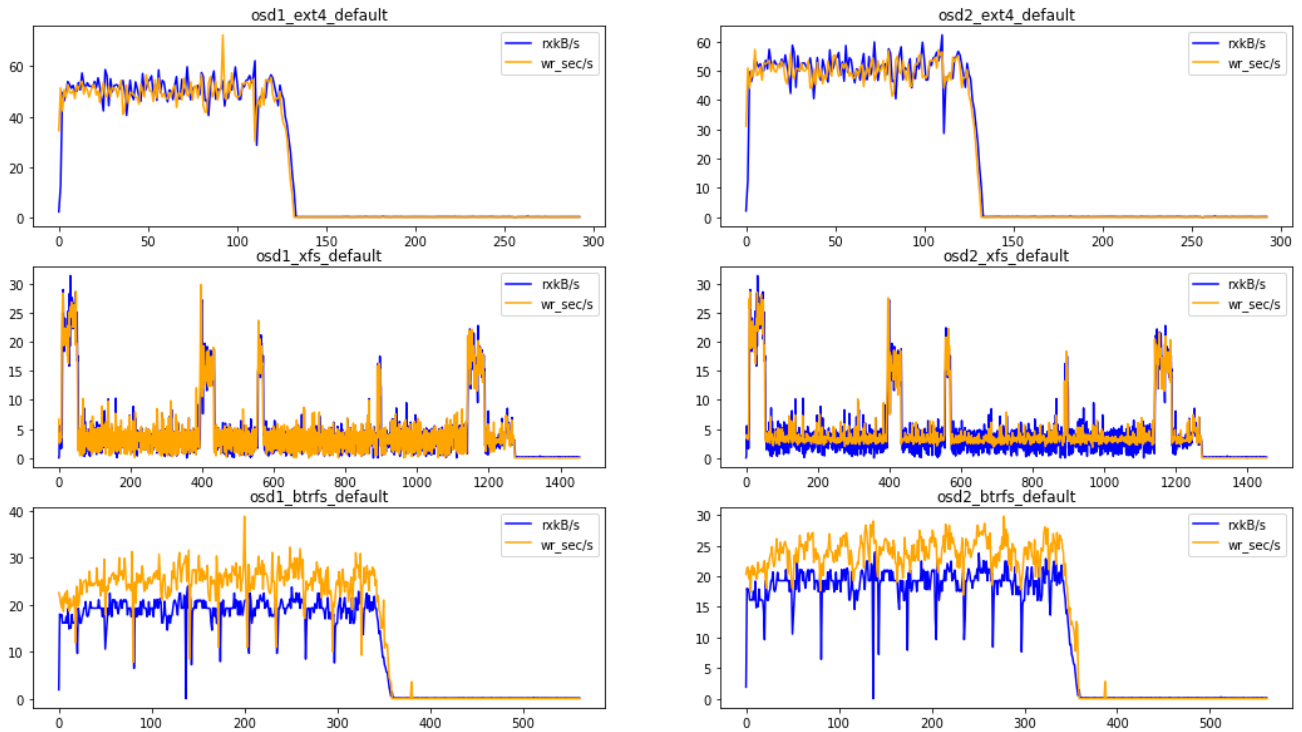 osd1_ext4_default
60
40
20
0
rxkB/s
wr_sec/s
0 50 100 150 200 250 300
osd2_ext4_default
60
50
40
30
20
10
0
rxkB/s
wr_sec/s
0 50 100 150 200 250 300
osd1_xfs_default
30
25
20
15
10
5
0
rxkB/s
wr_sec/s
0 200 400 600 800 1000 1200 1400
osd2_xfs_default
30
25
20
15
10
5
0
rxkB/s
wr_sec/s
0 200 400 600 800 1000 1200 1400
osd1_btrfs_default
40
30
20
10
0
rxkB/s
wr_sec/s
0 100 200 300 400 500
osd2_btrfs_default
30
25
20
15
10
5
0
rxkB/s
wr_sec/s
0 100 200 300 400 500